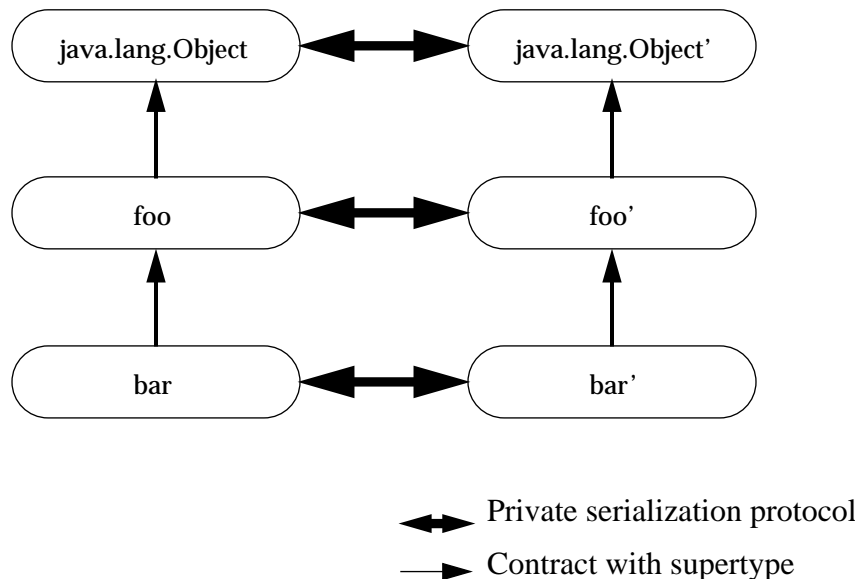 java.lang.Object java.lang.Object’
foo foo’
bar bar’
Private serialization protocol
Contract with supertype